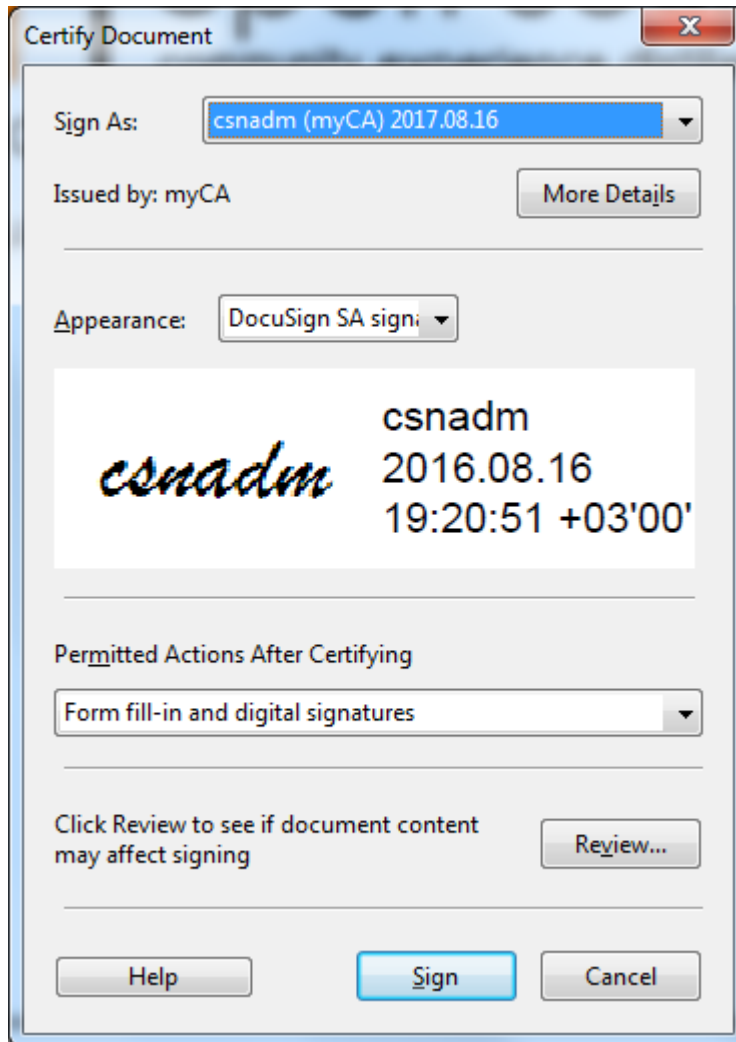 Certify Document
Sign As: csnadm (myCA) 2017.08.16
Issued by: myCA More Details
Appearance: DocuSign SA
csnadm
csnadm
2016.08.16
19:20:51 +03'00'
Permitted Actions After Certifying
Form fill-in and digital signatures
Click Review to see if document content
may affect signing
Review...
Help Sign Cancel